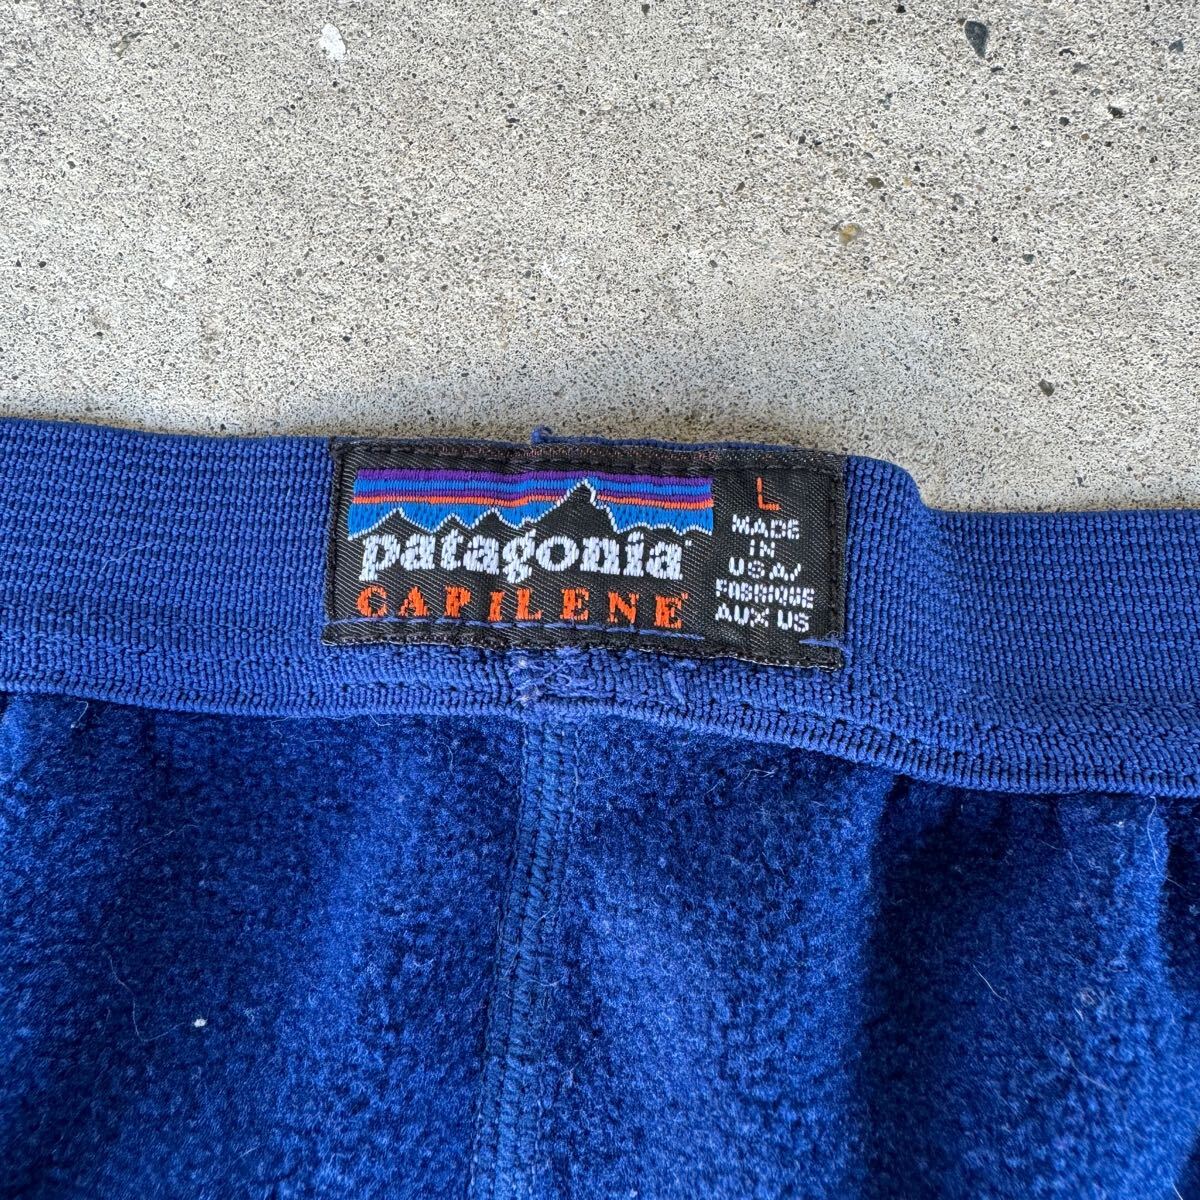 patagonia
CAPILENE
L
MADE
IN
USA/
FABRIQUE
AUX US